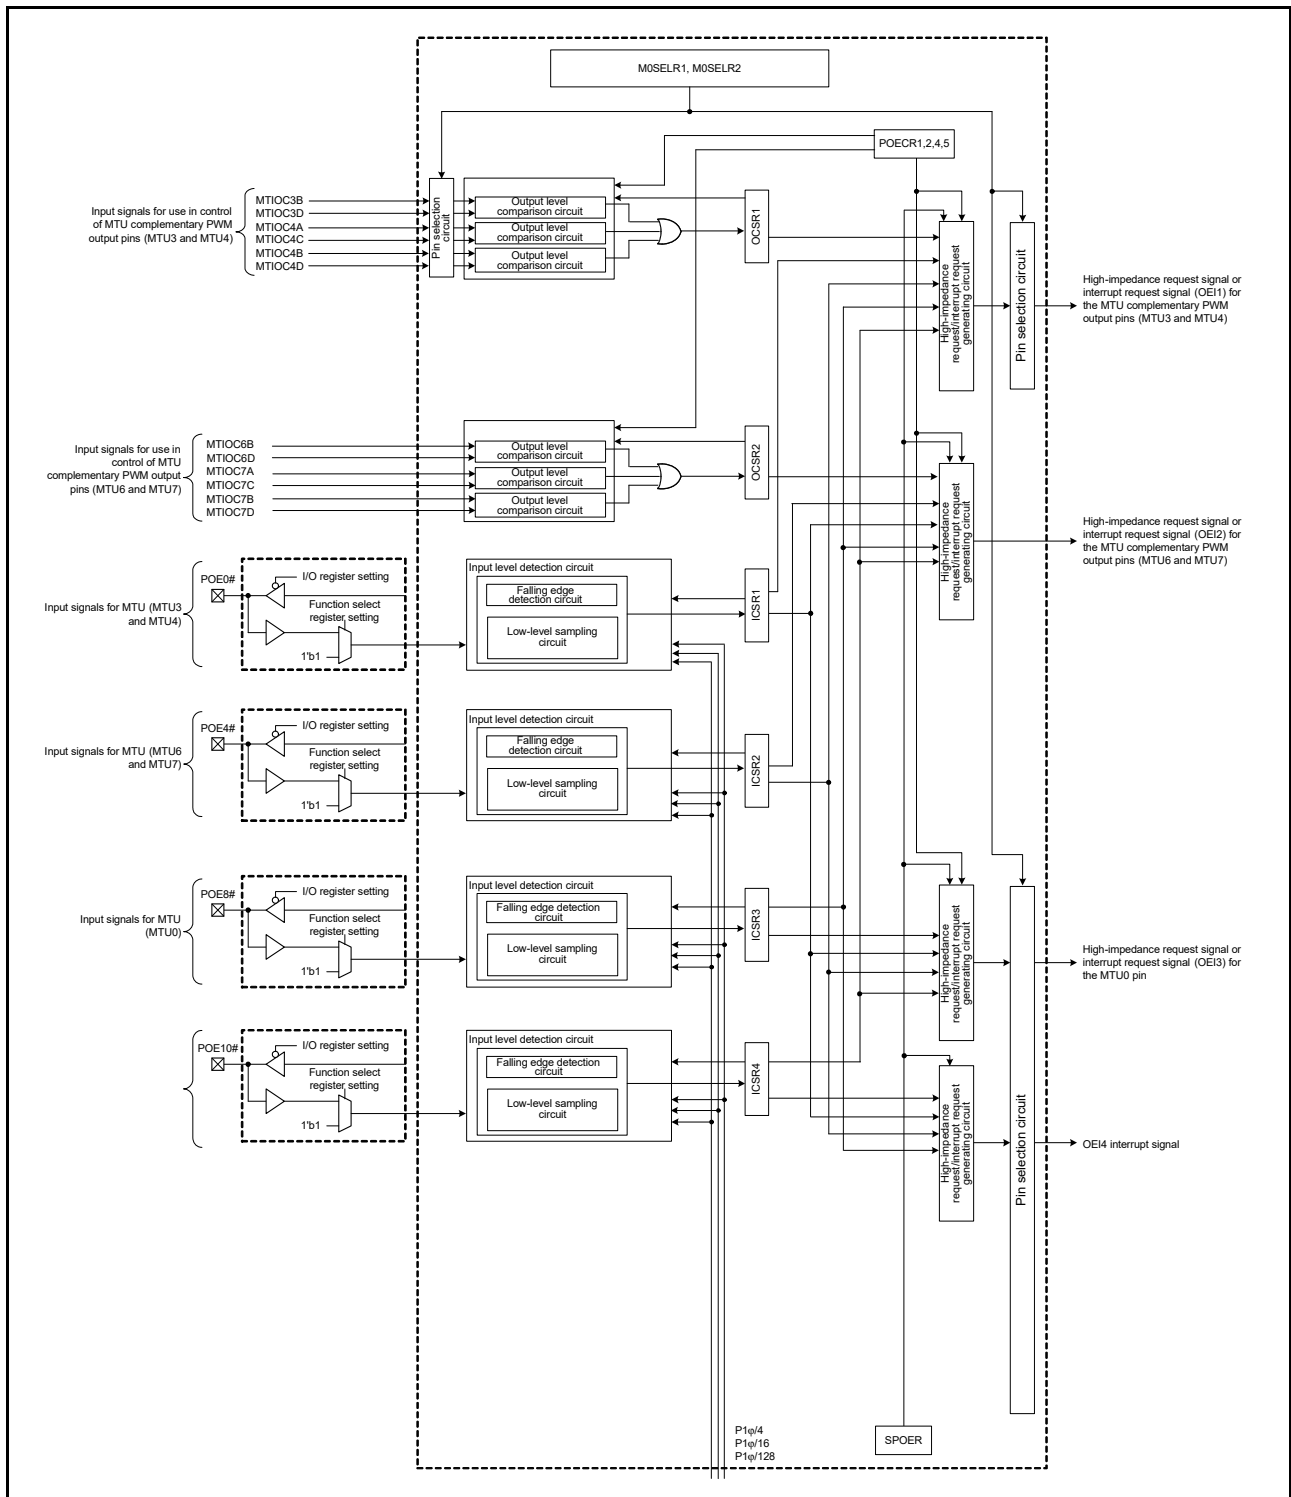 M0SELR1, M0SELR2
POECR1,2,4,5
Input signals for use in control
of MTU complementary PWM
output pins (MTU3 and MTU4)
MTIOC3B
MTIOC3D
MTIOC4A
MTIOC4C
MTIOC4B
MTIOC4D
Pin selection
circuit
Output level
comparison circuit
Output level
comparison circuit
Output level
comparison circuit
OCSR1
High-impedance
request/interrupt request
generating circuit
Pin selection circuit
High-impedance request signal or
interrupt request signal (OEI1) for
the MTU complementary PWM
output pins (MTU3 and MTU4)
Input signals for use in
control of MTU
complementary PWM output
pins (MTU6 and MTU7)
MTIOC6B
MTIOC6D
MTIOC7A
MTIOC7C
MTIOC7B
MTIOC7D
Output level
comparison circuit
Output level
comparison circuit
Output level
comparison circuit
OCSR2
High-impedance
request/interrupt request
generating circuit
High-impedance request signal or
interrupt request signal (OEI2) for
the MTU complementary PWM
output pins (MTU6 and MTU7)
Input signals for MTU (MTU3
and MTU4)
POE0#
I/O register setting
Function select
register setting
1'b1
Input level detection circuit
Falling edge
detection circuit
Low-level sampling
circuit
ICSR1
Input signals for MTU (MTU6
and MTU7)
POE4#
I/O register setting
Function select
register setting
1'b1
Input level detection circuit
Falling edge
detection circuit
Low-level sampling
circuit
ICSR2
Input signals for MTU
(MTU0)
POE8#
I/O register setting
Function select
register setting
1'b1
Input level detection circuit
Falling edge detection
circuit
Low-level sampling
circuit
ICSR3
High-impedance
request/interrupt request
generating circuit
High-impedance request signal or
interrupt request signal (OEI3) for
the MTU0 pin
POE10#
I/O register setting
Function select
register setting
1'b1
Input level detection circuit
Falling edge detection
circuit
Low-level sampling
circuit
ICSR4
High-impedance
request/interrupt request
generating circuit
Pin selection circuit
OEI4 interrupt signal
P1φ/4
P1φ/16
P1φ/128
SPOER